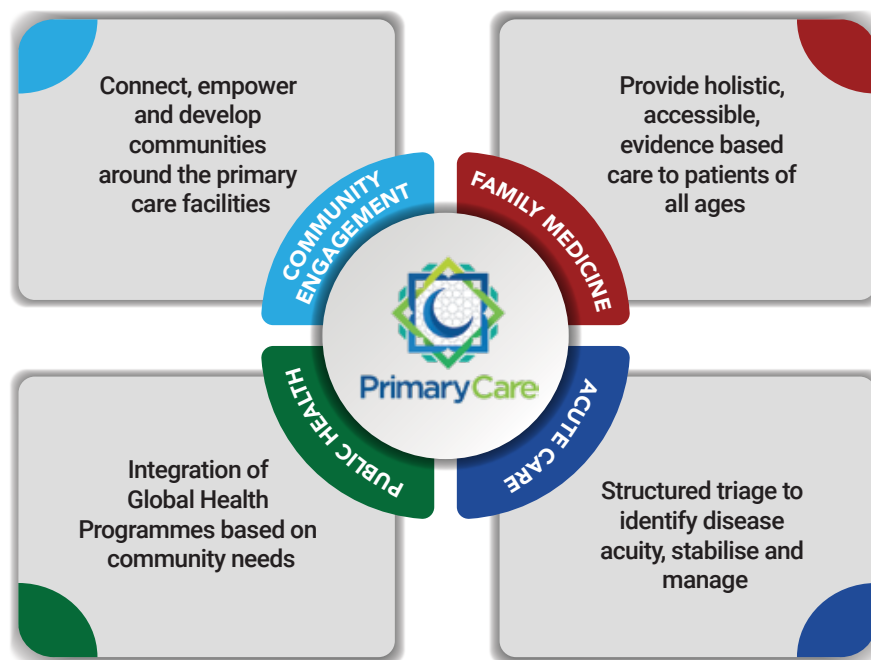 Connect, empower
and develop
communities
around the primary
care facilities
Provide holistic,
accessible,
evidence based
care to patients of
all ages
COMMUNITY
ENGAGEMENT
FAMILY MEDICINE
PrimaryCare
PUBLIC HEALTH
ACUTE CARE
Integration of
Global Health
Programmes based on
community needs
Structured triage to
identify disease
acuity, stabilise and
manage